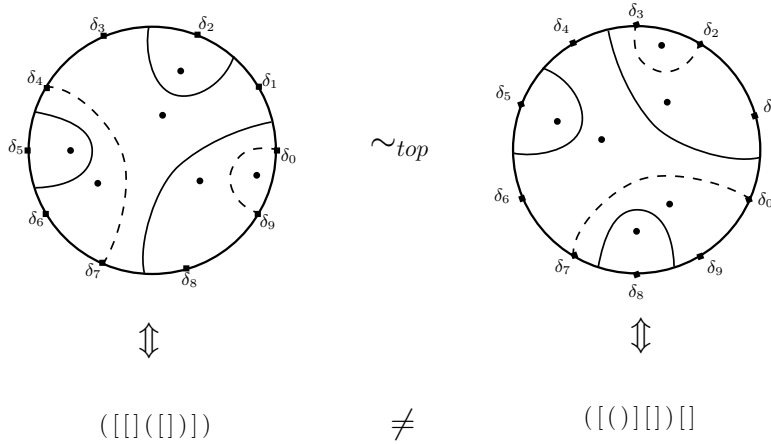 δ₃
δ₂
δ₄
δ₁
δ₅
δ₀
δ₆
δ₉
δ₇
δ₈
∼top
δ₃
δ₂
δ₄
δ₅
δ
δ₆
δ₀
δ₇
δ₉
δ₈
⇕
⇕
([[]([])])
≠
([()][])[]